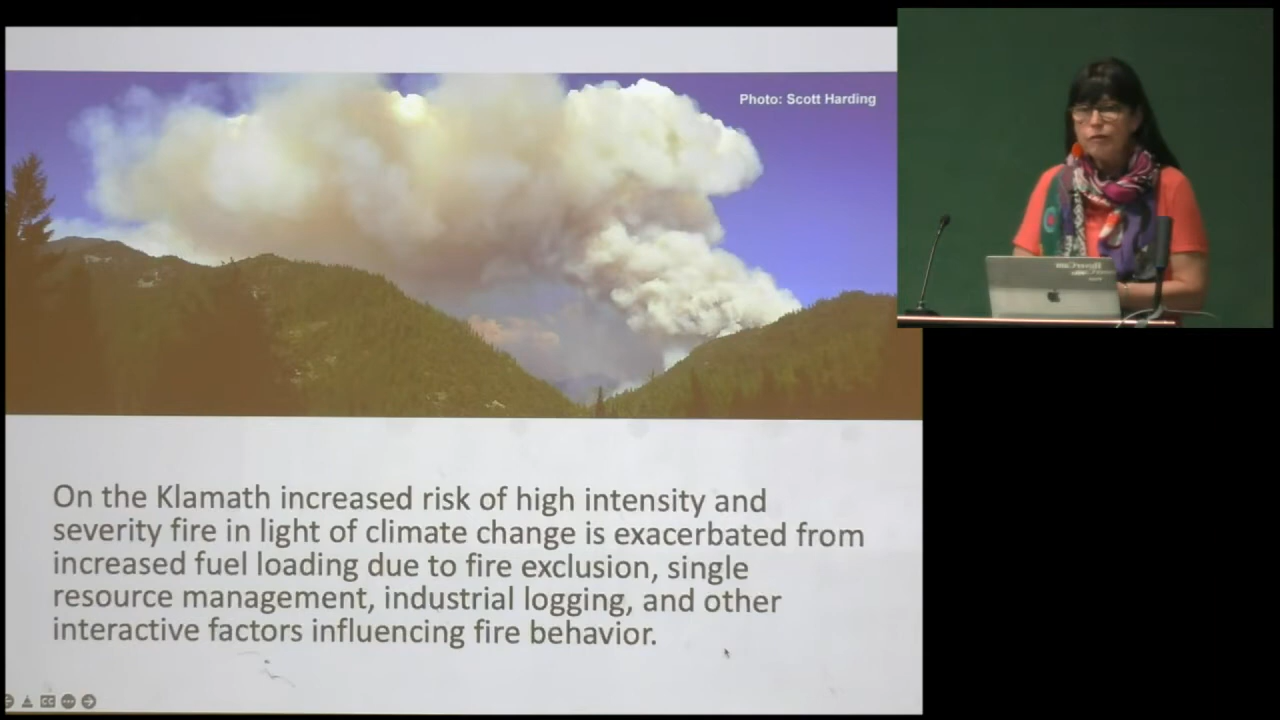 Photo: Scott Harding
On the Klamath increased risk of high intensity and
severity fire in light of climate change is exacerbated from
increased fuel loading due to fire exclusion, single
resource management, industrial logging, and other
interactive factors influencing fire behavior.
CC